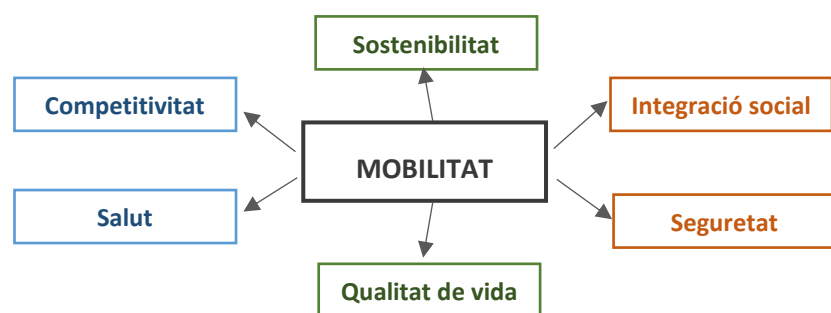 Sostenibilitat
Competitivitat
Integració social
MOBILITAT
Salut
Seguretat
Qualitat de vida